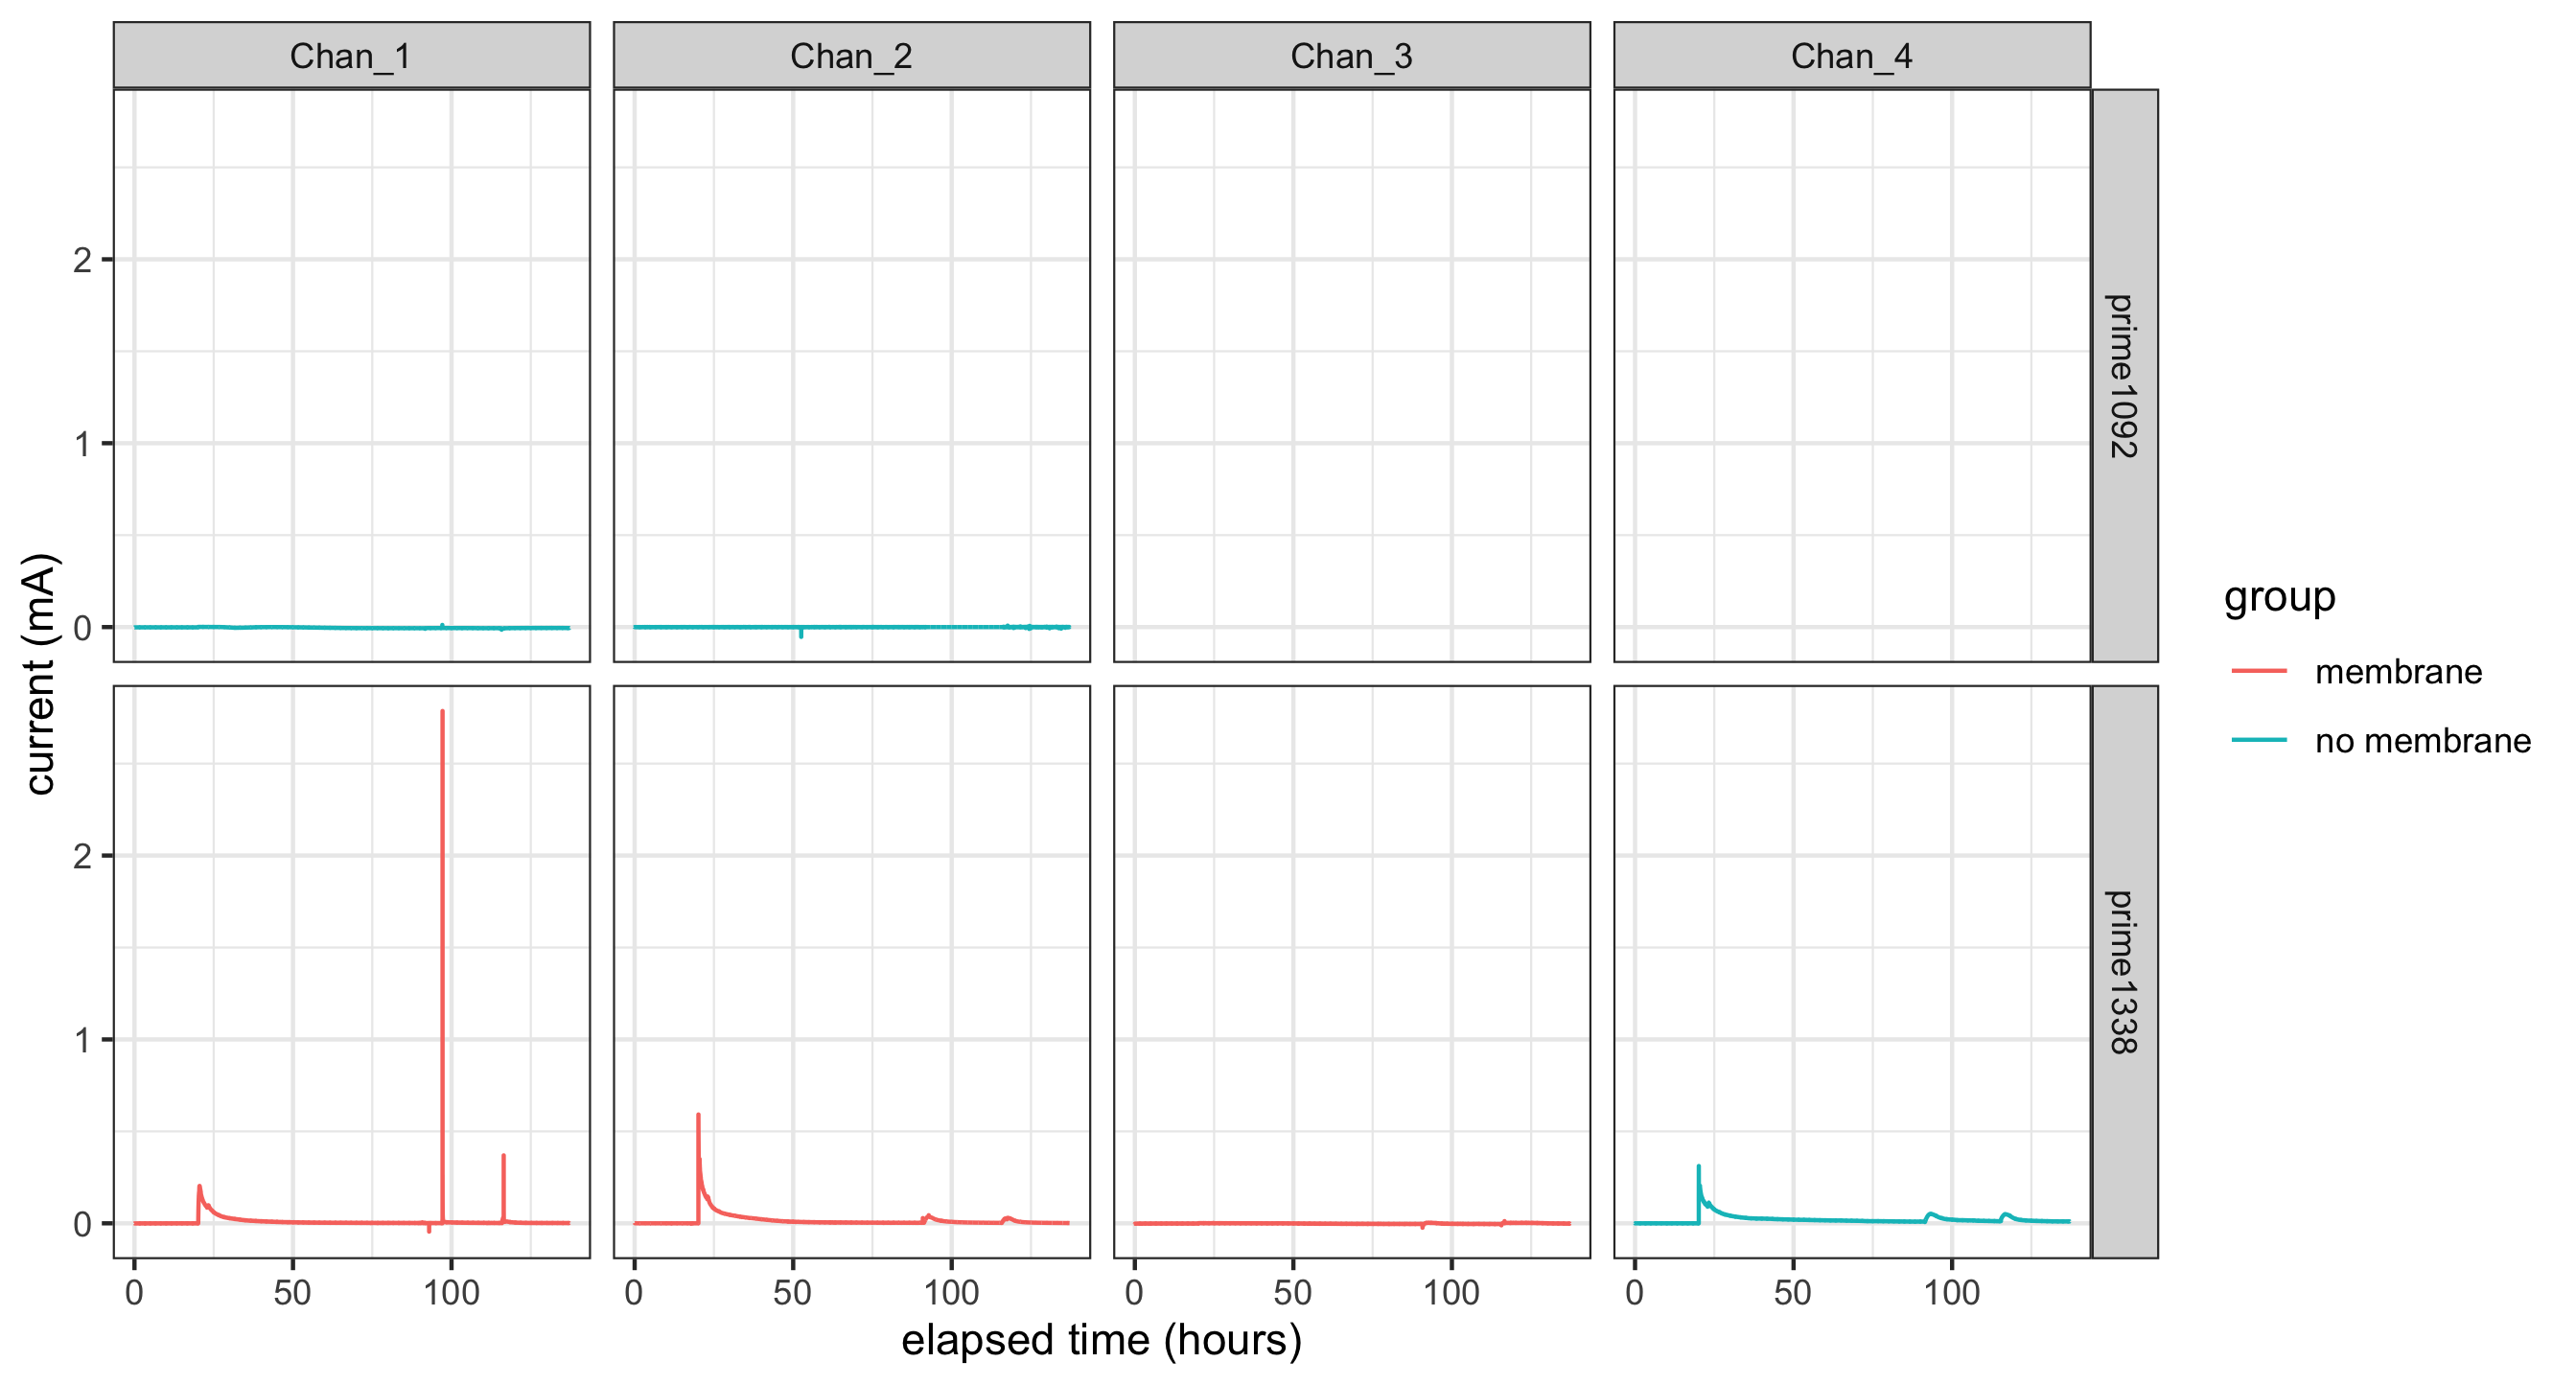 Chan_1 Chan_2 Chan_3 Chan_4
prime1092
2
1
0
current (mA)
prime1338
2
1
0
0 50 100 0 50 100 0 50 100 0 50 100
elapsed time (hours)
group
membrane
no membrane